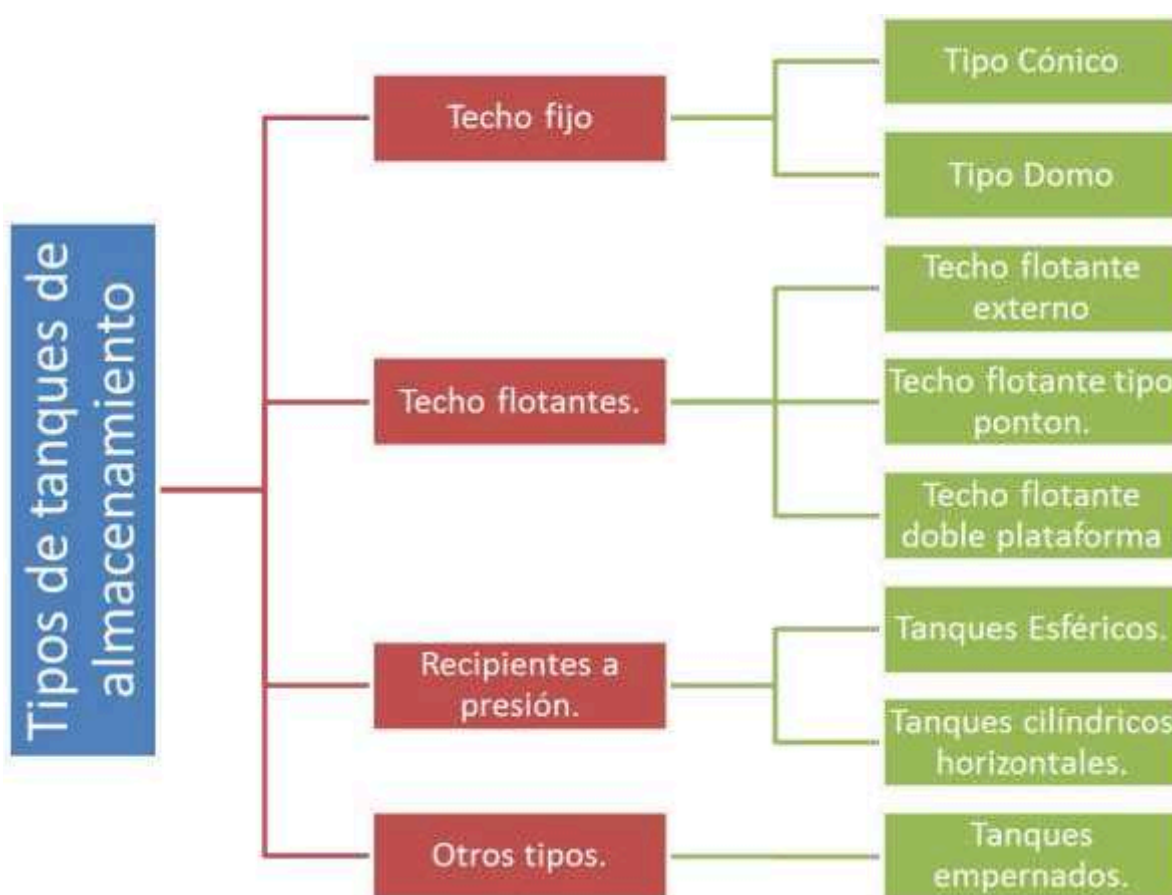 Tipos de tanques de
almacenamiento
Techo fijo
Tipo Cónico
Tipo Domo
Techo flotantes.
Techo flotante
externo
Techo flotante tipo
ponton.
Techo flotante
doble plataforma
Recipientes a
presión.
Tanques Esféricos.
Tanques cilíndricos
horizontales.
Otros tipos.
Tanques
empernados.